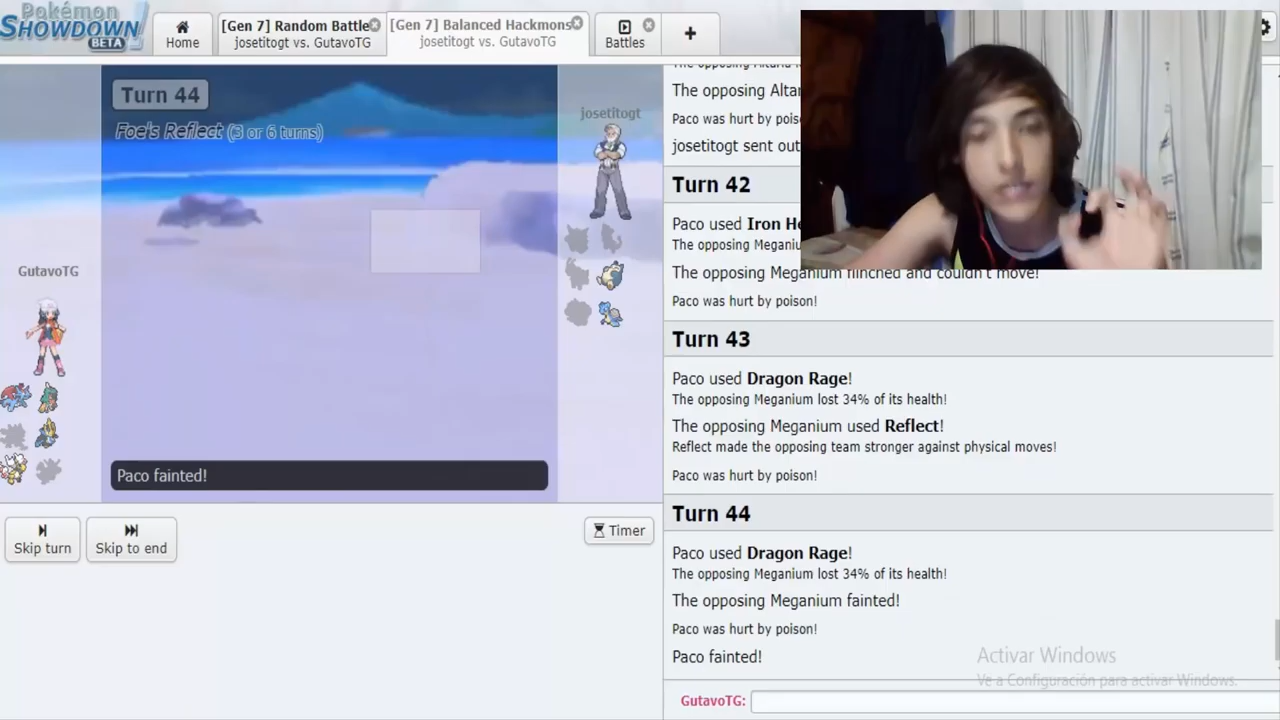 Pokémon
SHOWDOWN
BETA
Home
[Gen 7] Random Battle
josetitogt vs. GutavoTG
[Gen 7] Balanced Hackmons
josetitogt vs. GutavoTG
Battles
Turn 44
Foe's Reflect (3 or 6 turns)
josetitogt
GutavoTG
Paco fainted!
Skip turn
Skip to end
Timer
The opposing Altaria
The opposing Altar
Paco was hurt by pois
josetitogt sent out
Turn 42
Paco used Iron He
The opposing Meganiu
The opposing Meganium flinched and couldn't move!
Paco was hurt by poison!
Turn 43
Paco used Dragon Rage!
The opposing Meganium lost 34% of its health!
The opposing Meganium used Reflect!
Reflect made the opposing team stronger against physical moves!
Paco was hurt by poison!
Turn 44
Paco used Dragon Rage!
The opposing Meganium lost 34% of its health!
The opposing Meganium fainted!
Paco was hurt by poison!
Paco fainted!
Activar Windows
Ve a Configuración para activar Windows.
GutavoTG: